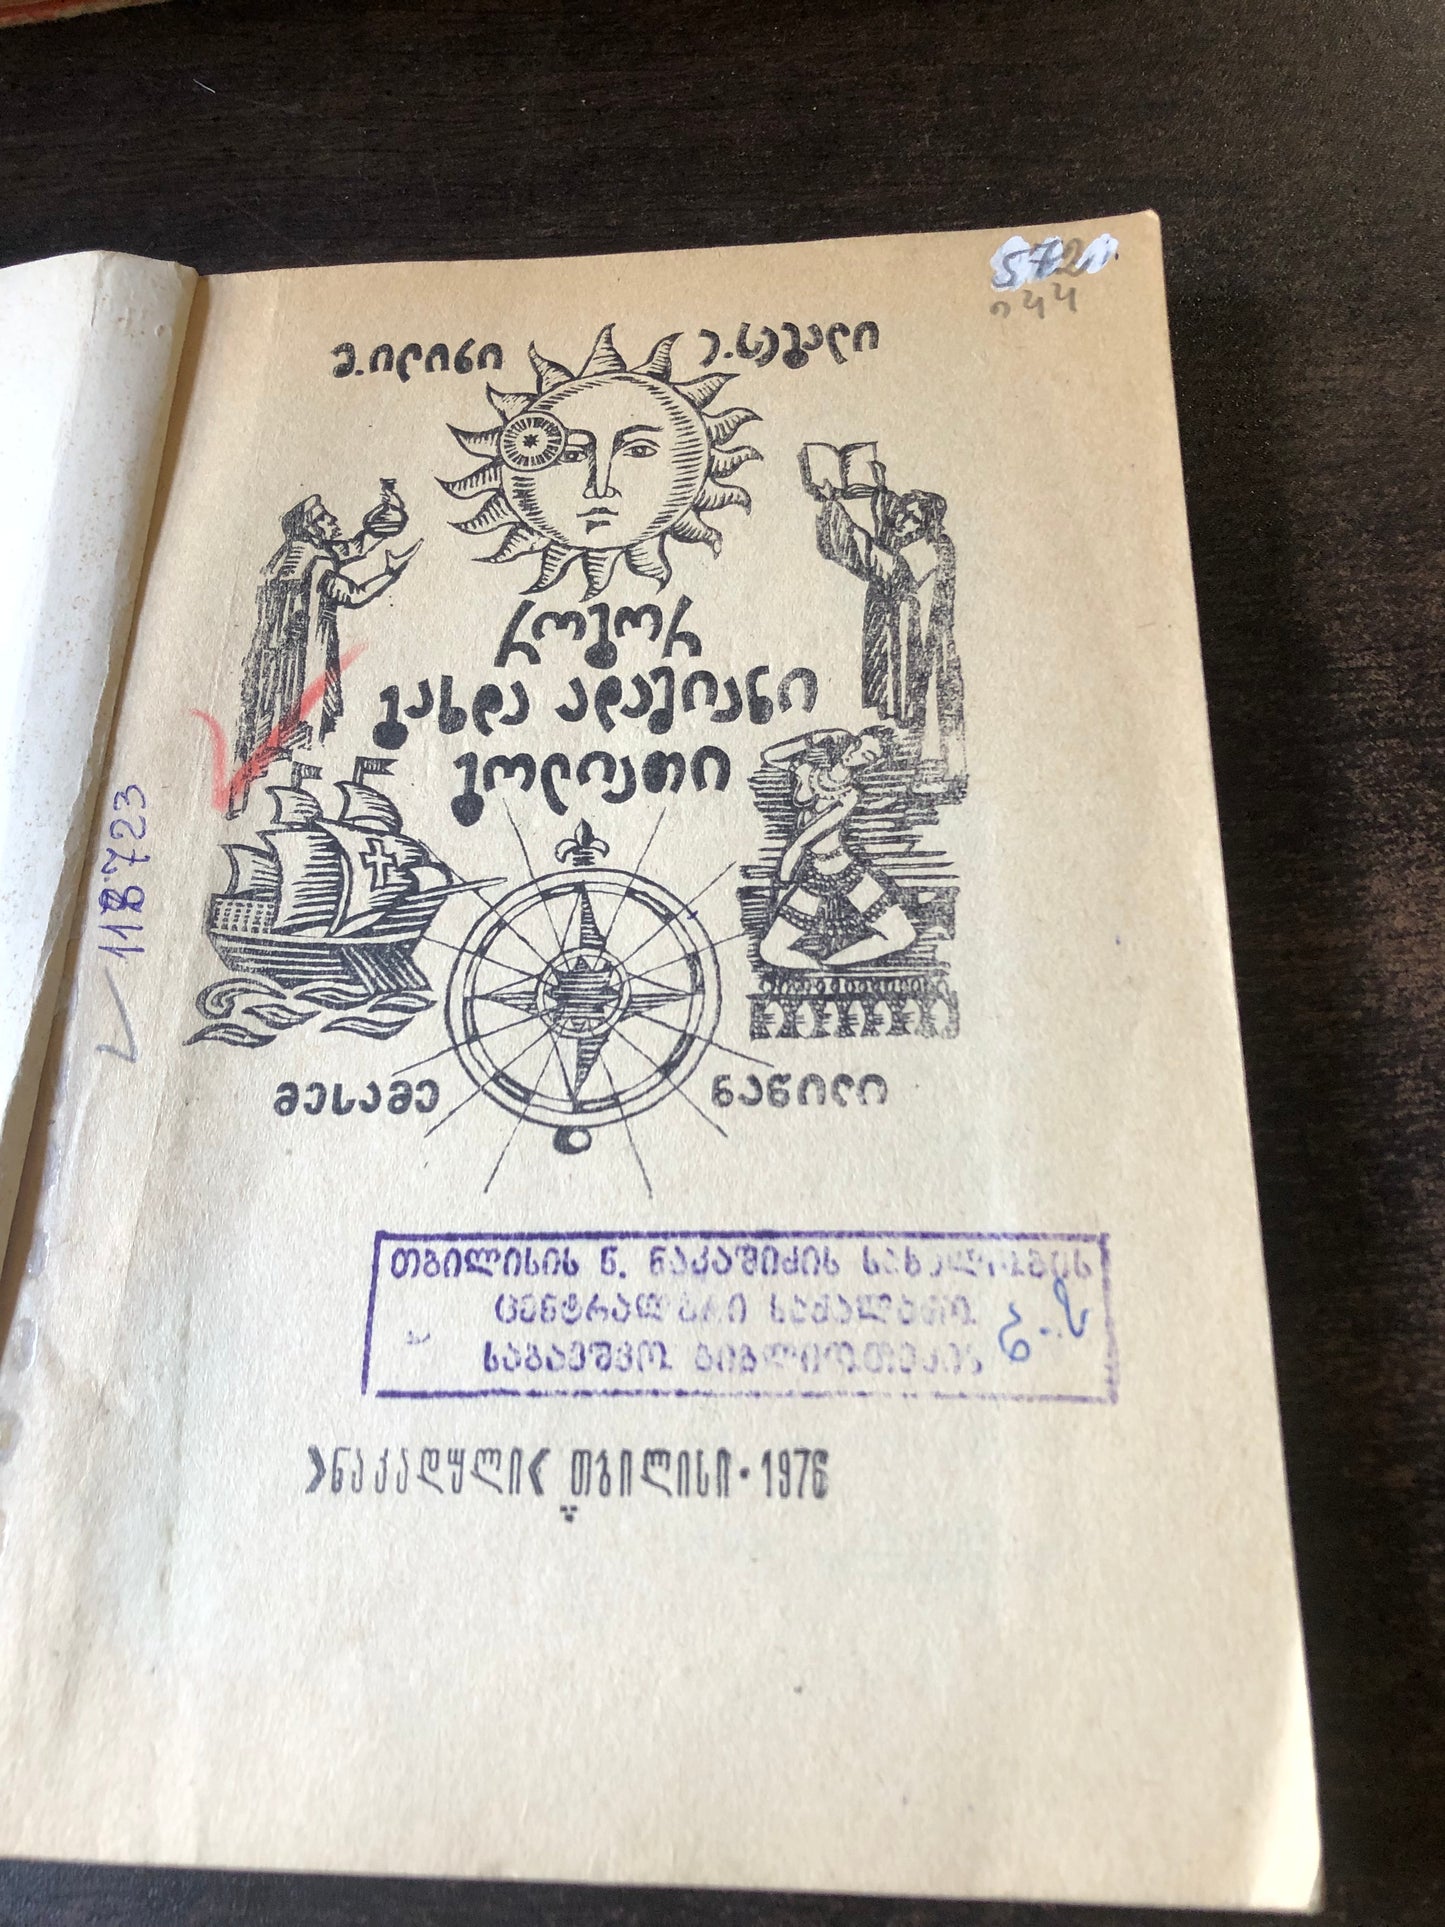 5721
მ.ილინი ე.სეგალი
როგორ
გახდა ადამიანი
გოლიათი
118723
მესამე ნაწილი
თბილისის ნ. ნაკაშიძის სახელობის
ცენტრალური საქალაქო
საბავშვო ბიბლიოთეკის
»ნაკადული« თბილისი • 1976